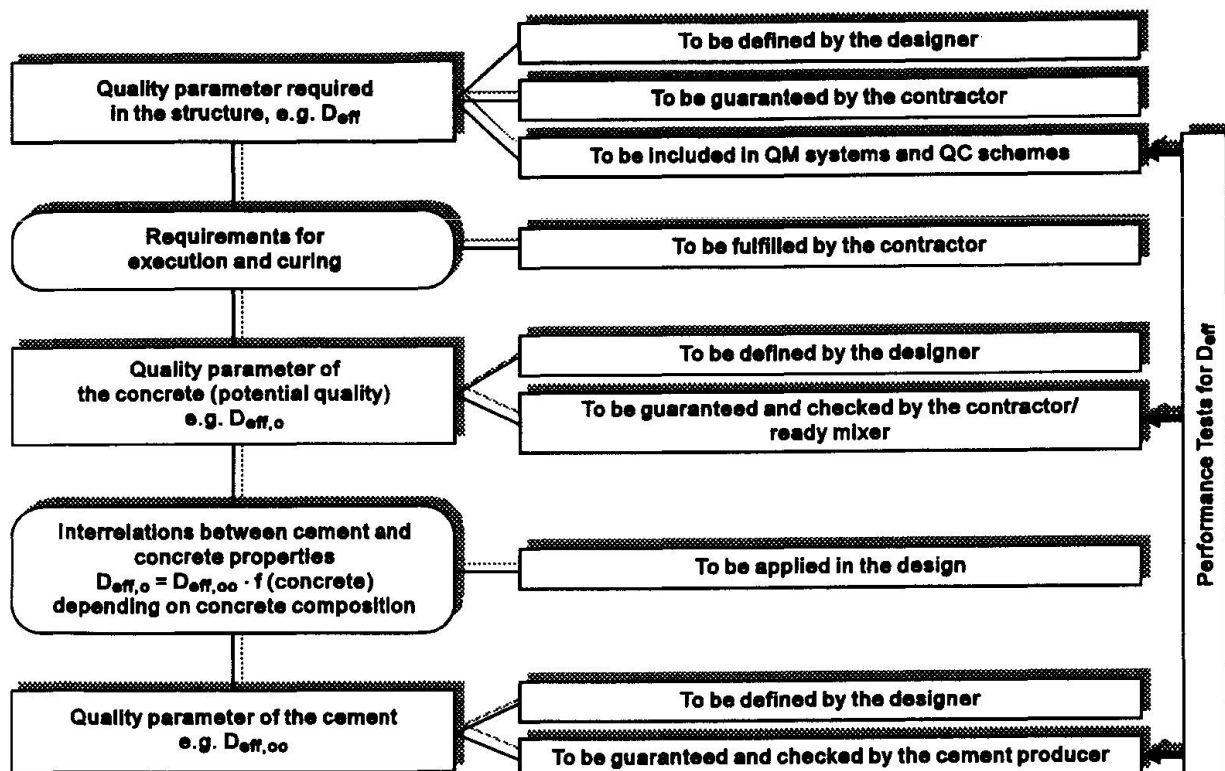 Quality parameter required
in the structure, e.g. Deff
To be defined by the designer
To be guaranteed by the contractor
To be included in QM systems and QC schemes
Requirements for
execution and curing
To be fulfilled by the contractor
Quality parameter of
the concrete (potential quality)
e.g. Deff,o
To be defined by the designer
To be guaranteed and checked by the contractor/
ready mixer
Interrelations between cement and
concrete properties
Deff,o = Deff,oo · f (concrete)
depending on concrete composition
To be applied in the design
Quality parameter of the cement
e.g. Deff,oo
To be defined by the designer
To be guaranteed and checked by the cement producer
Performance Tests for Deff